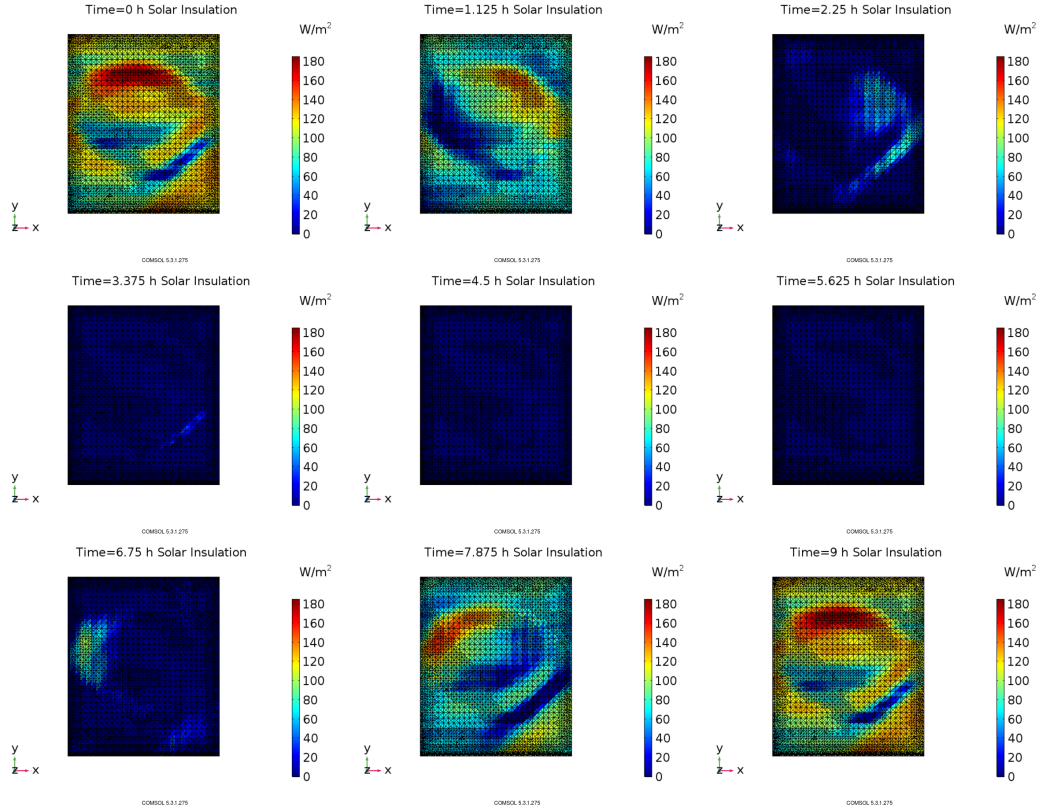 Time=0 h Solar Insulation
W/m²
180
160
140
120
100
80
60
40
20
0
y
z x
COMSOL 5.3.1.275
Time=1.125 h Solar Insulation
W/m²
180
160
140
120
100
80
60
40
20
0
y
z x
COMSOL 5.3.1.275
Time=2.25 h Solar Insulation
W/m²
180
160
140
120
100
80
60
40
20
0
y
z x
COMSOL 5.3.1.275
Time=3.375 h Solar Insulation
W/m²
180
160
140
120
100
80
60
40
20
0
y
z x
COMSOL 5.3.1.275
Time=4.5 h Solar Insulation
W/m²
180
160
140
120
100
80
60
40
20
0
y
z x
COMSOL 5.3.1.275
Time=5.625 h Solar Insulation
W/m²
180
160
140
120
100
80
60
40
20
0
y
z x
COMSOL 5.3.1.275
Time=6.75 h Solar Insulation
W/m²
180
160
140
120
100
80
60
40
20
0
y
z x
COMSOL 5.3.1.275
Time=7.875 h Solar Insulation
W/m²
180
160
140
120
100
80
60
40
20
0
y
z x
COMSOL 5.3.1.275
Time=9 h Solar Insulation
W/m²
180
160
140
120
100
80
60
40
20
0
y
z x
COMSOL 5.3.1.275